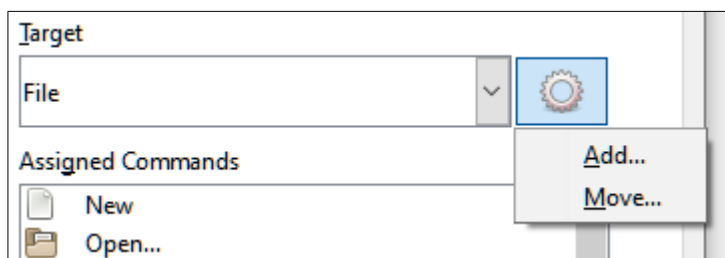 Target
File
Add...
Assigned Commands
Move...
New
Open...